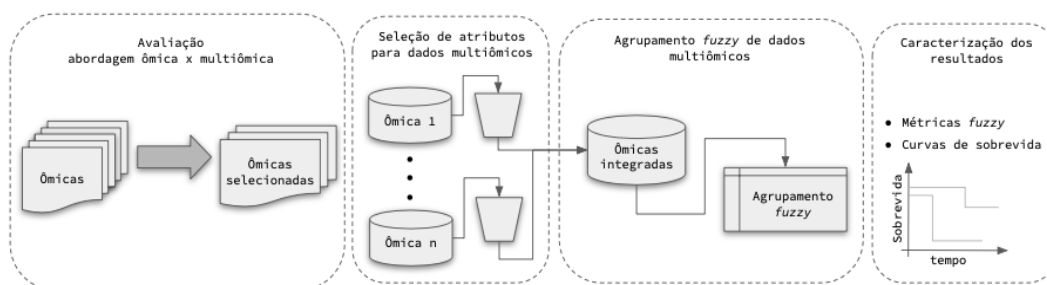 Avaliação
abordagem ômica x multiômica
Ômicas
Ômicas
selecionadas
Seleção de atributos
para dados multiômicos
Ômica 1
Ômica n
Agrupamento fuzzy de dados
multiômicos
Ômicas
integradas
Agrupamento
fuzzy
Caracterização dos
resultados
• Métricas fuzzy
• Curvas de sobrevida
Sobrevida
tempo